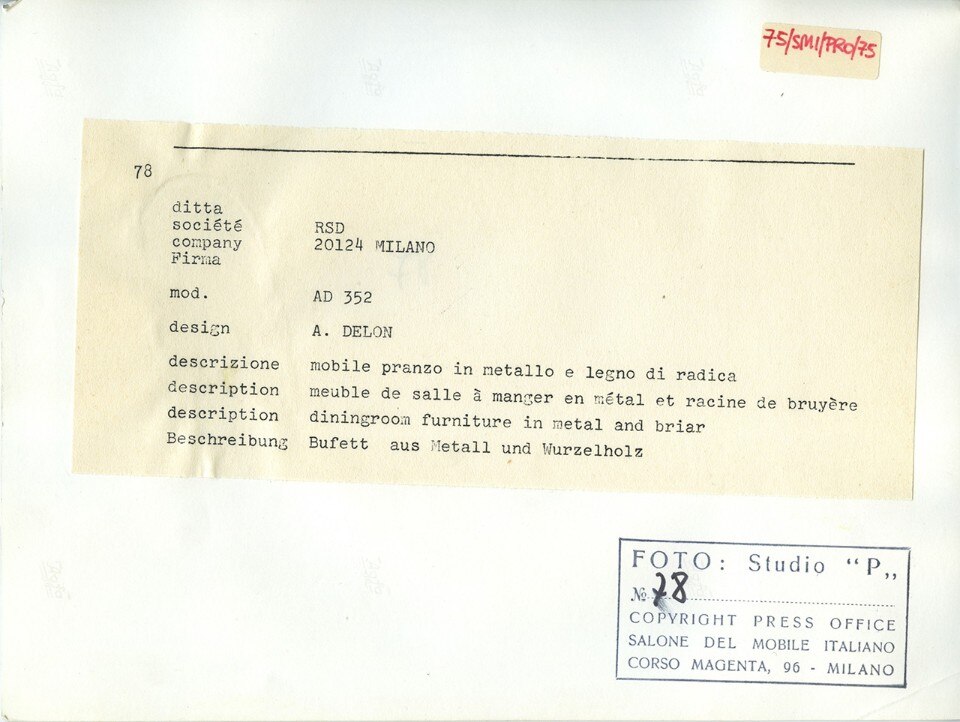 75/SMI/PRO/75
78
ditta
société RSD
company 20124 MILANO
Firma
mod. AD 352
design A. DELON
descrizione mobile pranzo in metallo e legno di radica
description meuble de salle à manger en métal et racine de bruyère
description diningroom furniture in metal and briar
Beschreibung Bufett aus Metall und Wurzelholz
FOTO: Studio “P„
№ 78
COPYRIGHT PRESS OFFICE
SALONE DEL MOBILE ITALIANO
CORSO MAGENTA, 96 - MILANO